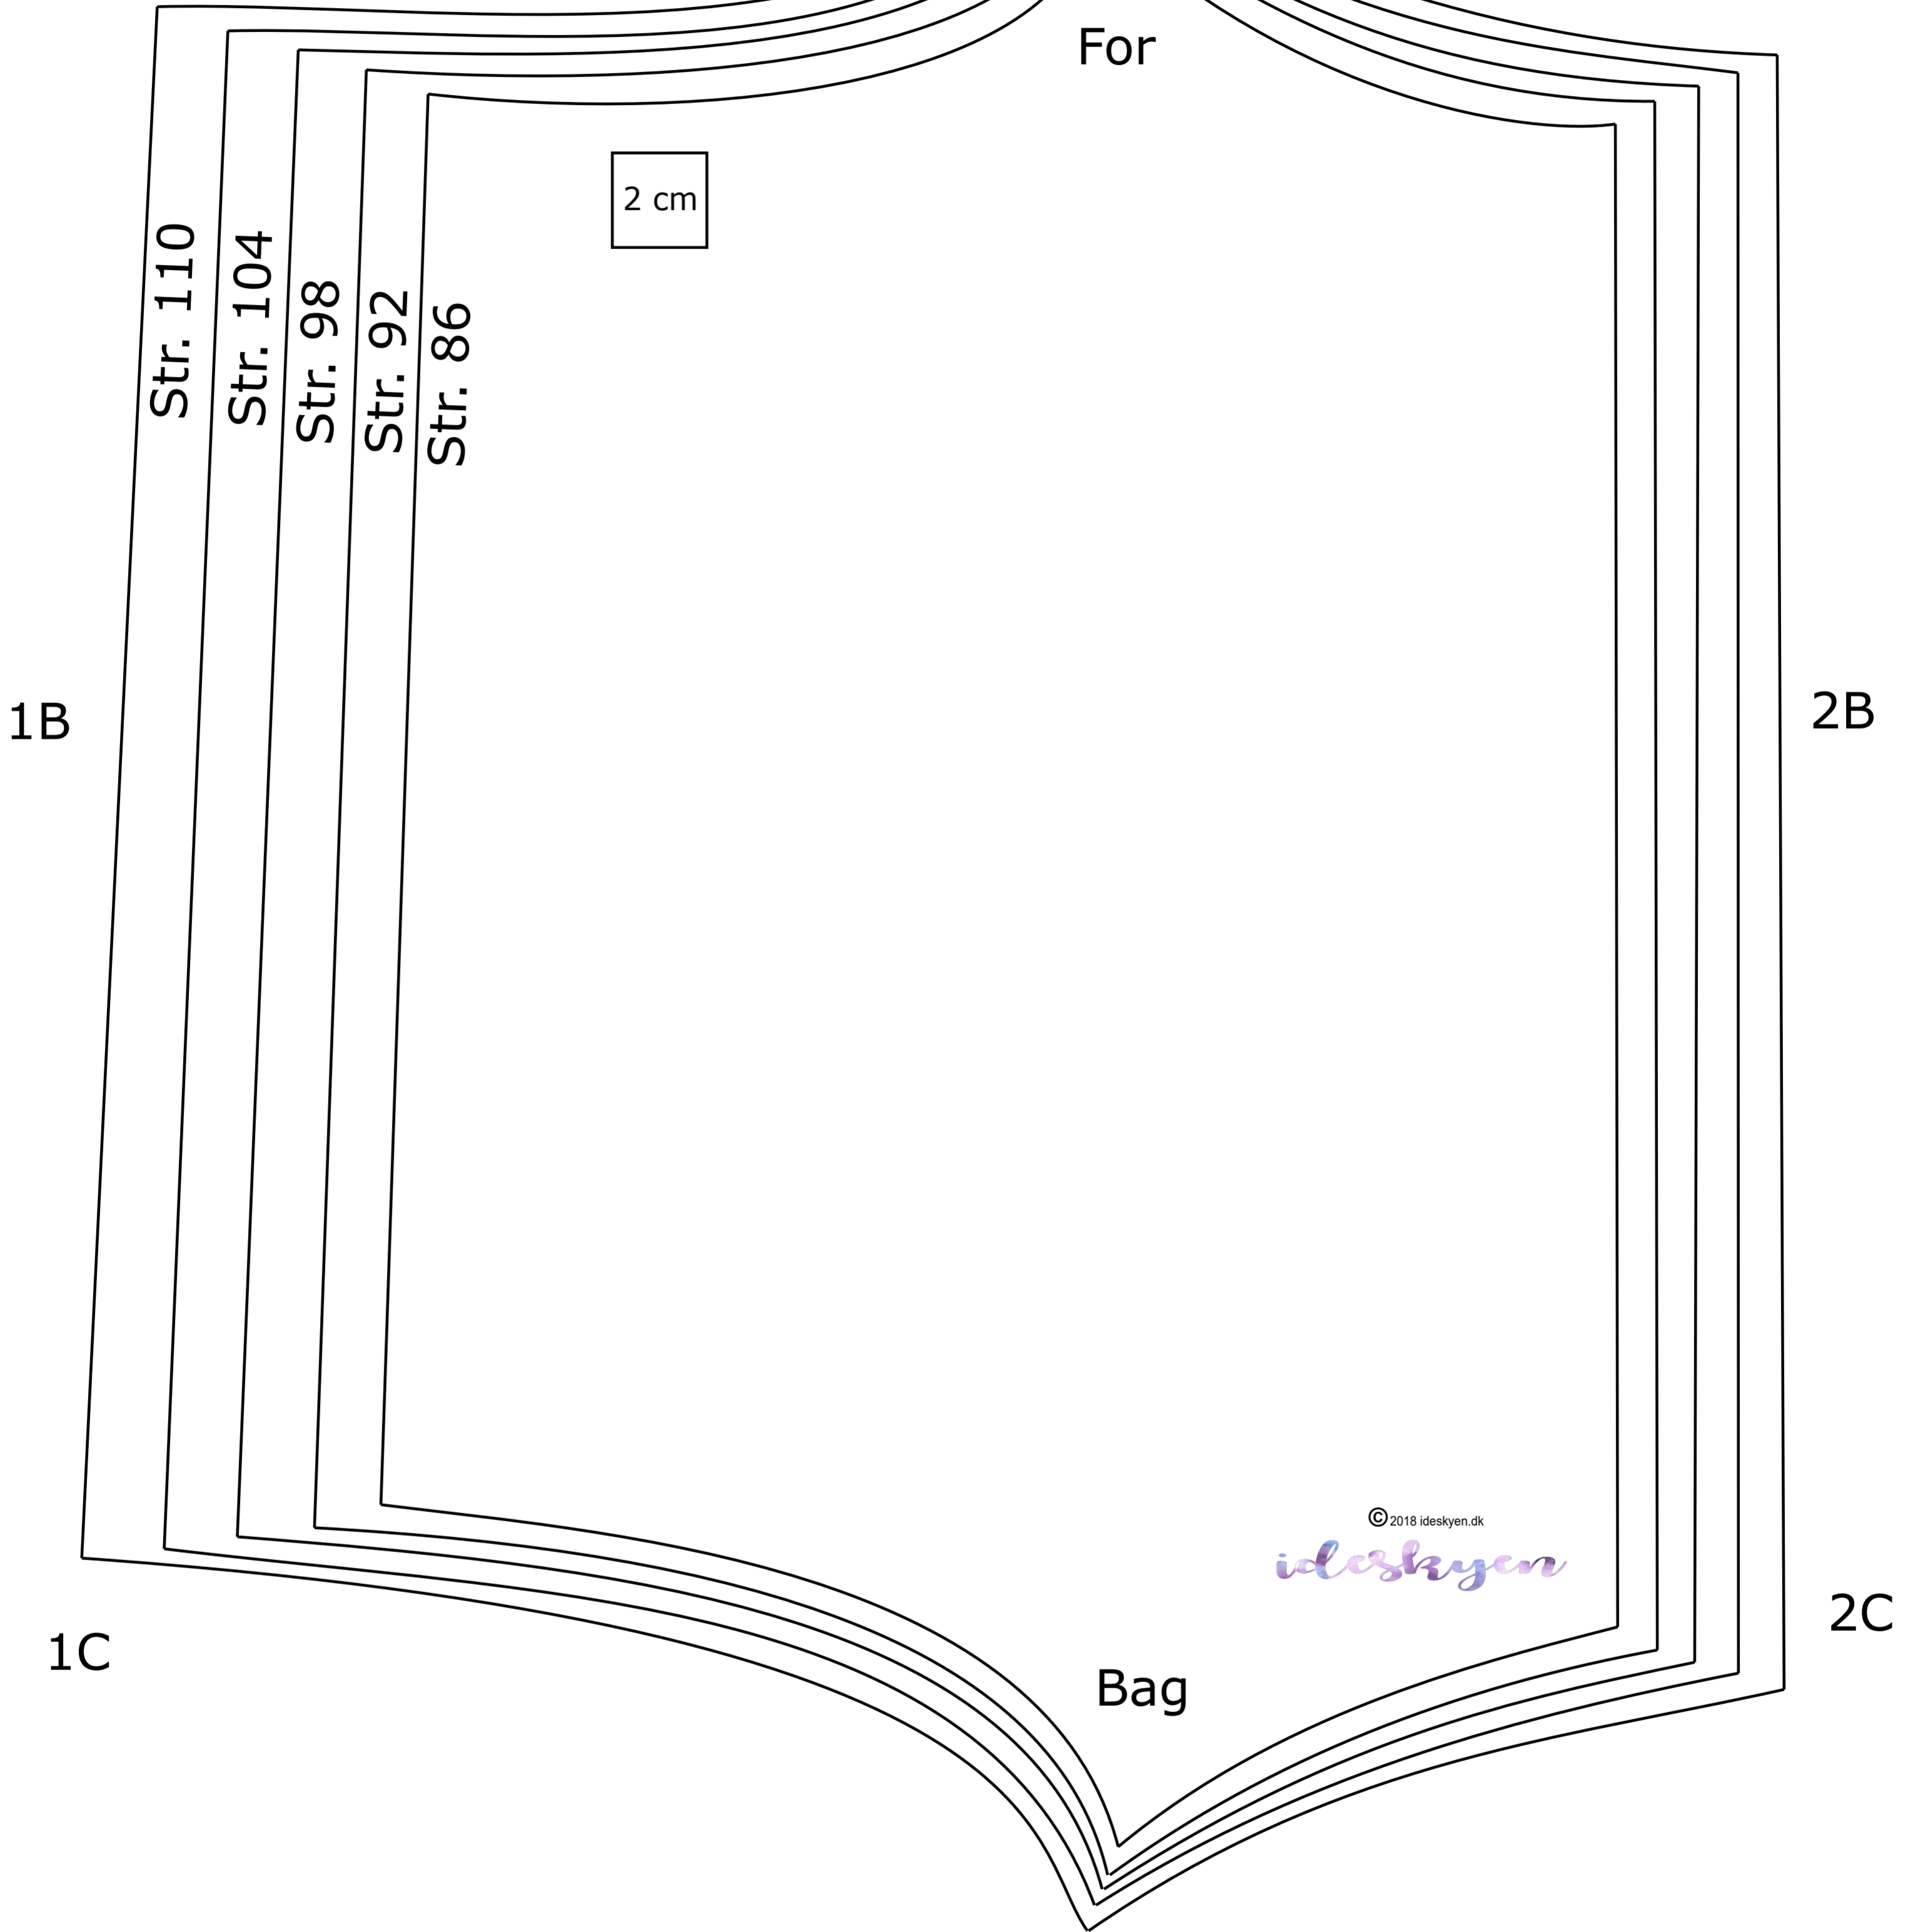 For
2 cm
Str. 110
Str. 104
Str. 98
Str. 92
Str. 86
1B
2B
© 2018 ideskyen.dk
ideskyen
2C
1C
Bag